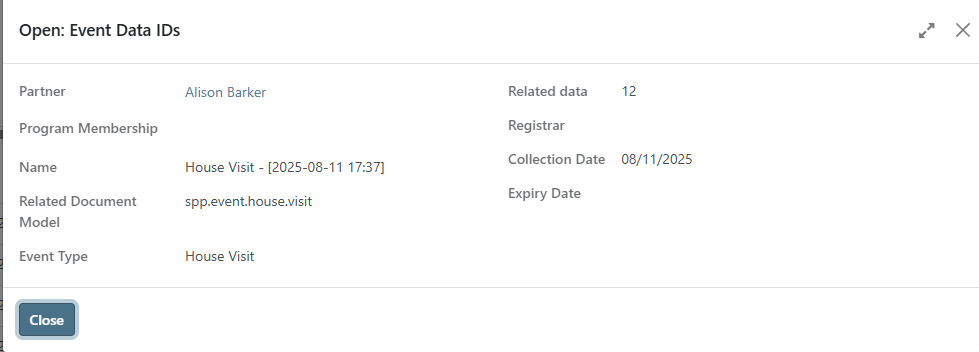 Open: Event Data IDs
Partner Alison Barker
Program Membership
Name House Visit - [2025-08-11 17:37]
Related Document
Model
spp.event.house.visit
Event Type House Visit
Related data 12
Registrar
Collection Date 08/11/2025
Expiry Date
Close